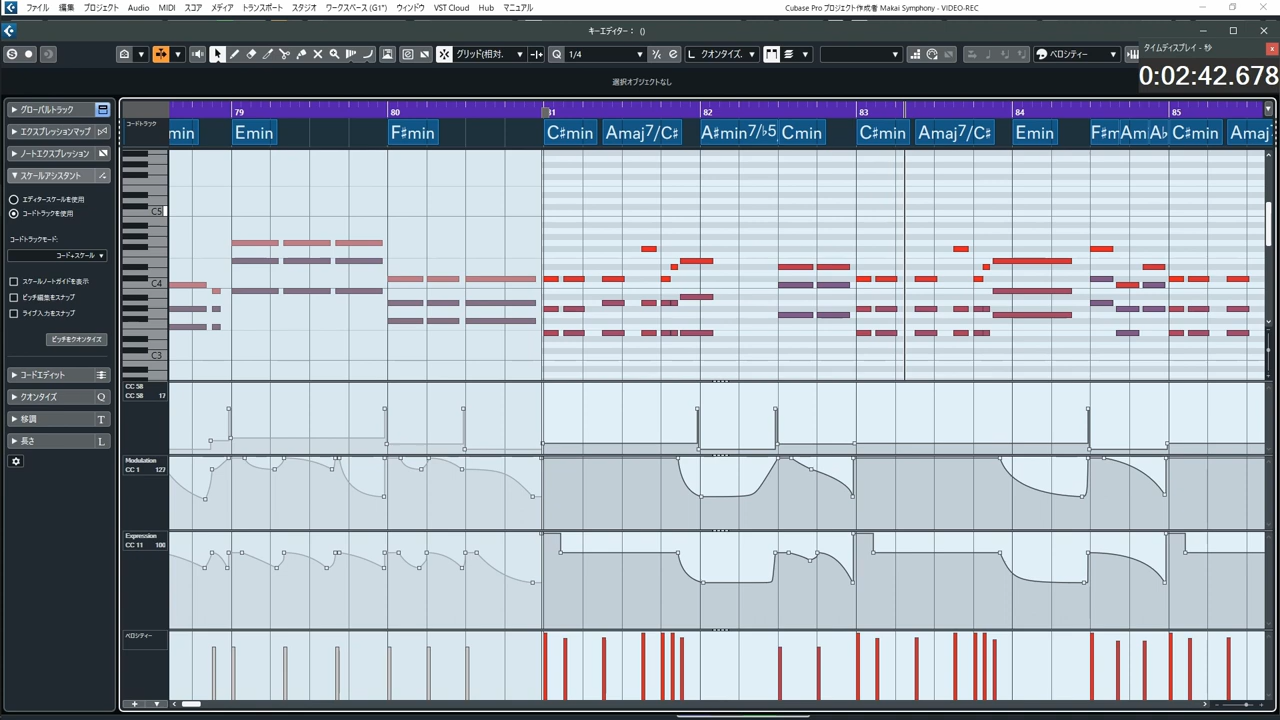 ファイル 編集 プロジェクト Audio MIDI スコア メディア トランスポート スタジオ ワークスペース (G1*) ウィンドウ VST Cloud Hub マニュアル Cubase Pro プロジェクト作成者 Makai Symphony - VIDEO-REC
キーエディター： ()
グリッド(相対. Q 1/4 L クオンタイズ. ベロシティー
タイムディスプレイ - 秒
0:02:42.678
選択オブジェクトなし
グローバルトラック
エクスプレッションマップ
ノートエクスプレッション
スケールアシスタント
エディタースケールを使用
コードトラックを使用
コードトラックモード:
コード+スケール
スケールノートガイドを表示
ピッチ編集をスナップ
ライブ入力をスナップ
ピッチをクオンタイズ
コードエディット
クオンタイズ Q
移調 T
長さ L
79 80 81 82 83 84 85
コードトラック
min Emin F#min C#min Amaj7/C# A#min7/♭5 Cmin C#min Amaj7/C# Emin F#m Am A♭ C#min Amaj
C5
C4
C3
CC 58
CC 58 17
Modulation
CC 1 127
Expression
CC 11 100
ベロシティー